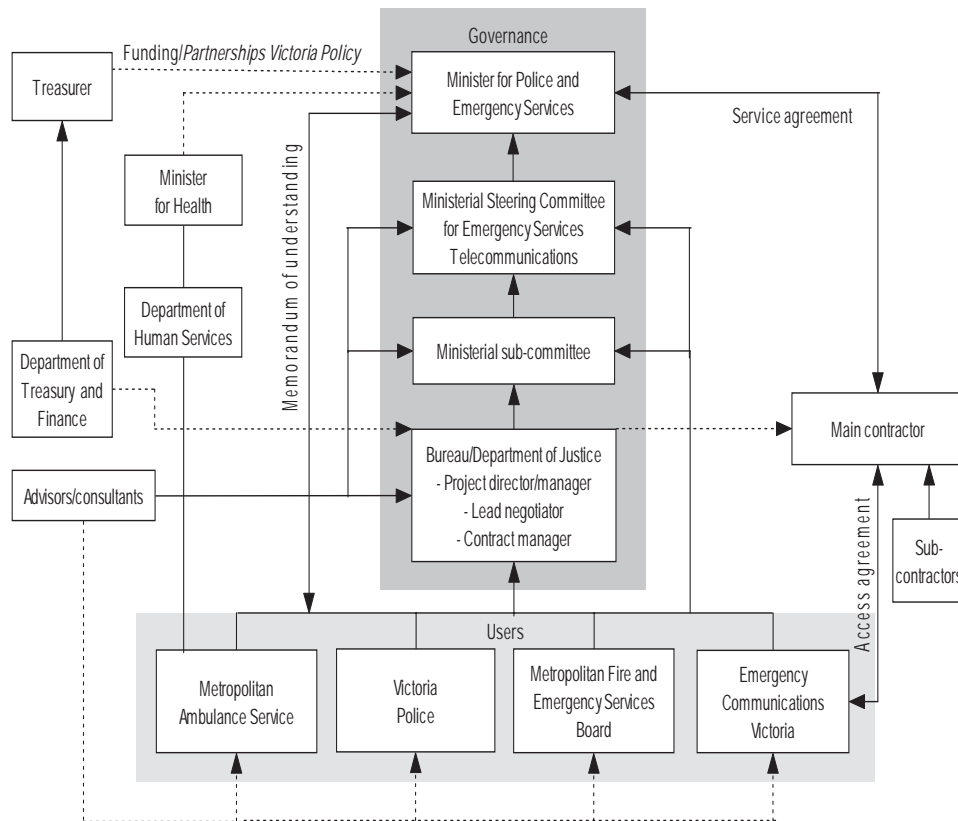 Governance
Funding/Partnerships Victoria Policy
Treasurer
Minister for Police and
Emergency Services
Service agreement
Memorandum of understanding
Minister
for Health
Ministerial Steering Committee
for Emergency Services
Telecommunications
Department of
Human Services
Ministerial sub-committee
Department of
Treasury and
Finance
Main contractor
Bureau/Department of Justice
- Project director/manager
- Lead negotiator
- Contract manager
Advisors/consultants
Access agreement
Sub-
contractors
Users
Metropolitan
Ambulance Service
Victoria
Police
Metropolitan Fire and
Emergency Services
Board
Emergency
Communications
Victoria